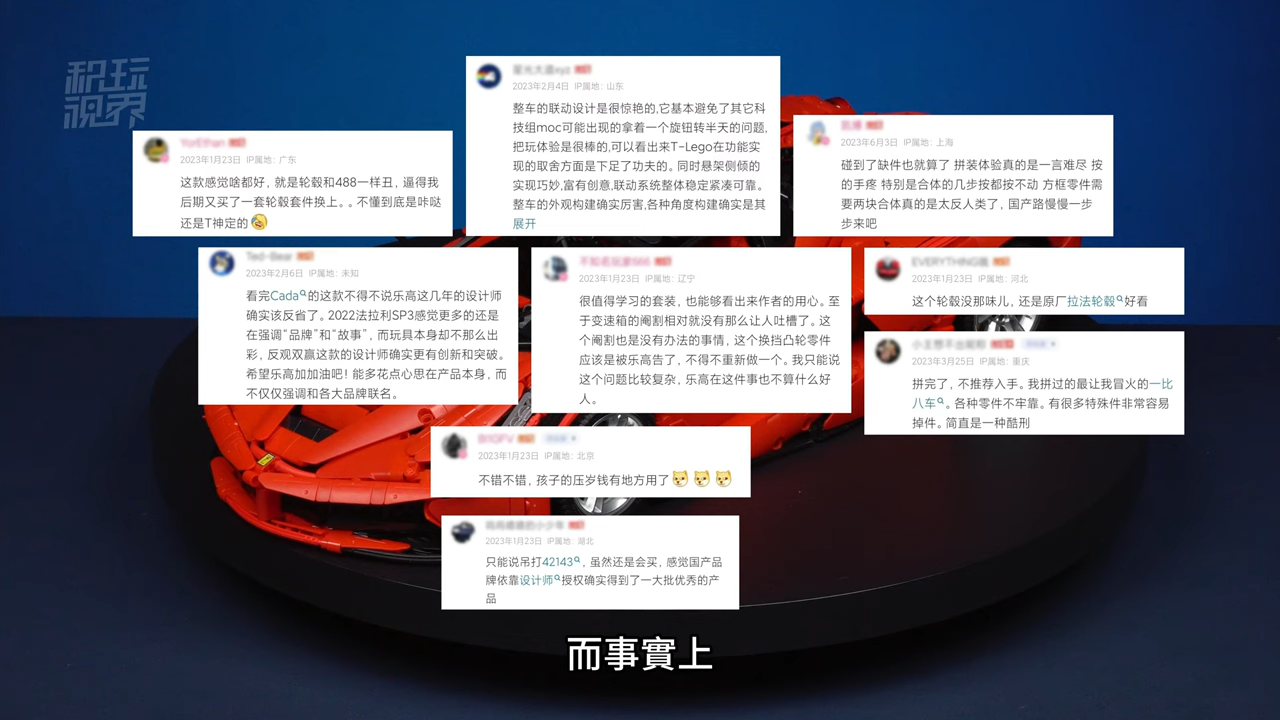 积玩
视界
星光大道xyz
2023年2月4日 IP属地：山东
整车的联动设计是很惊艳的,它基本避免了其它科
技组moc可能出现的拿着一个旋钮转半天的问题,
把玩体验是很棒的,可以看出来T-Lego在功能实
现的取舍方面是下足了功夫的。同时悬架侧倾的
实现巧妙,富有创意,联动系统整体稳定紧凑可靠。
整车的外观构建确实厉害,各种角度构建确实是其
展开
YorEthan
2023年1月23日 IP属地：广东
这款感觉啥都好，就是轮毂和488一样丑，逼得我
后期又买了一套轮毂套件换上。。不懂到底是咔哒
还是T神定的
2023年6月3日 IP属地：上海
碰到了缺件也就算了 拼装体验真的是一言难尽 按
的手疼 特别是合体的几步按都按不动 方框零件需
要两块合体真的是太反人类了，国产路慢慢一步
步来吧
Ted-Bear
2023年2月6日 IP属地：未知
看完Cada的这款不得不说乐高这几年的设计师
确实该反省了。2022法拉利SP3感觉更多的还是
在强调“品牌”和“故事”，而玩具本身却不那么出
彩，反观双赢这款的设计师确实更有创新和突破。
希望乐高加加油吧！能多花点心思在产品本身，而
不仅仅强调和各大品牌联名。
不知名玩家666
2023年1月23日 IP属地：辽宁
很值得学习的套装，也能够看出来作者的用心。至
于变速箱的阉割相对就没有那么让人吐槽了。这
个阉割也是没有办法的事情，这个换挡凸轮零件
应该是被乐高告了，不得不重新做一个。我只能说
这个问题比较复杂，乐高在这件事也不算什么好
人。
EVERYTHING
2023年1月23日 IP属地：河北
这个轮毂没那味儿，还是原厂拉法轮毂好看
小王想不出昵称
2023年3月25日 IP属地：重庆
拼完了，不推荐入手。我拼过的最让我冒火的一比
八车。各种零件不牢靠。有很多特殊件非常容易
掉件。简直是一种酷刑
2023年1月23日 IP属地：北京
不错不错，孩子的压岁钱有地方用了
2023年1月23日 IP属地：湖北
只能说吊打42143，虽然还是会买，感觉国产品
牌依靠设计师授权确实得到了一大批优秀的产
品
而事實上